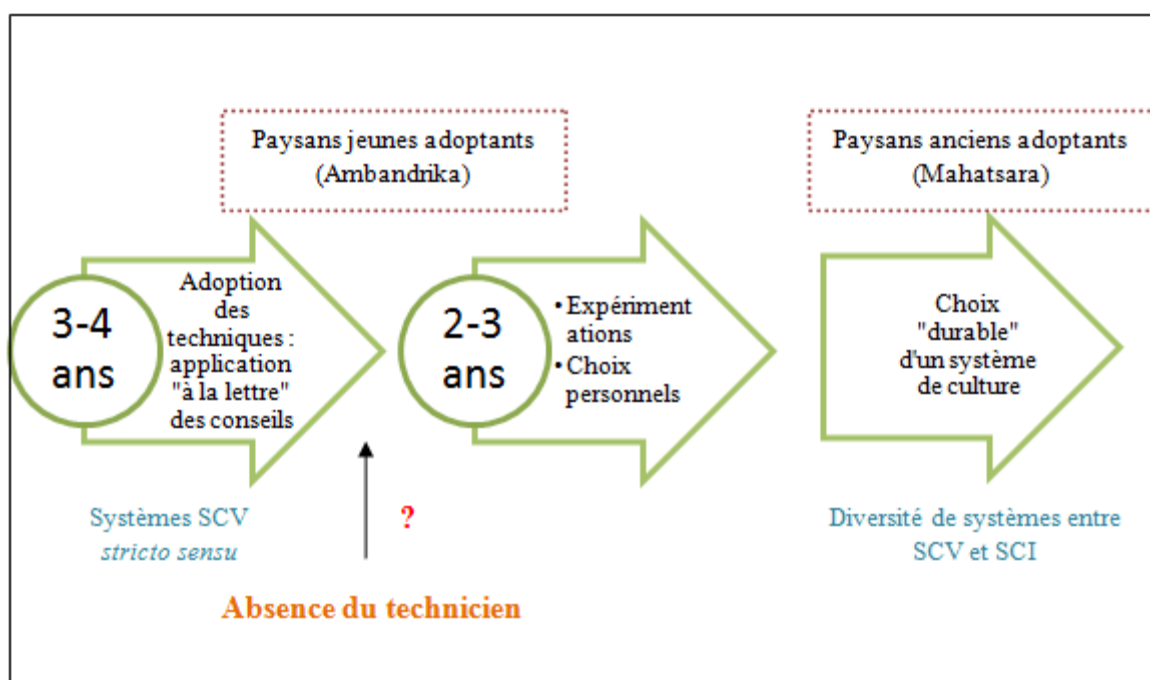 Paysans jeunes adoptants
(Ambandrika)
Paysans anciens adoptants
(Mahatsara)
3-4
ans
Adoption
des
techniques :
application
"à la lettre"
des conseils
2-3
ans
•Expériment
ations
•Choix
personnels
Choix
"durable"
d'un système
de culture
Systèmes SCV
stricto sensu
?
Absence du technicien
Diversité de systèmes entre
SCV et SCI